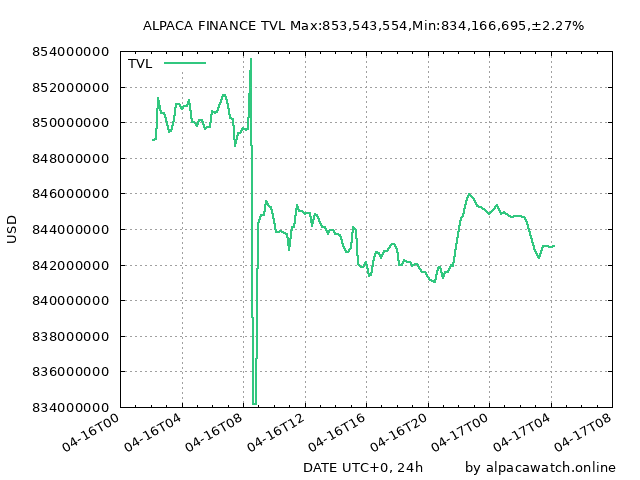 ALPACA FINANCE TVL Max:853,543,554,Min:834,166,695,±2.27%
TVL
854000000
852000000
850000000
848000000
846000000
844000000
842000000
840000000
838000000
836000000
834000000
USD
04-16T00
04-16T04
04-16T08
04-16T12
04-16T16
04-16T20
04-17T00
04-17T04
04-17T08
DATE UTC+0, 24h
by alpacawatch.online